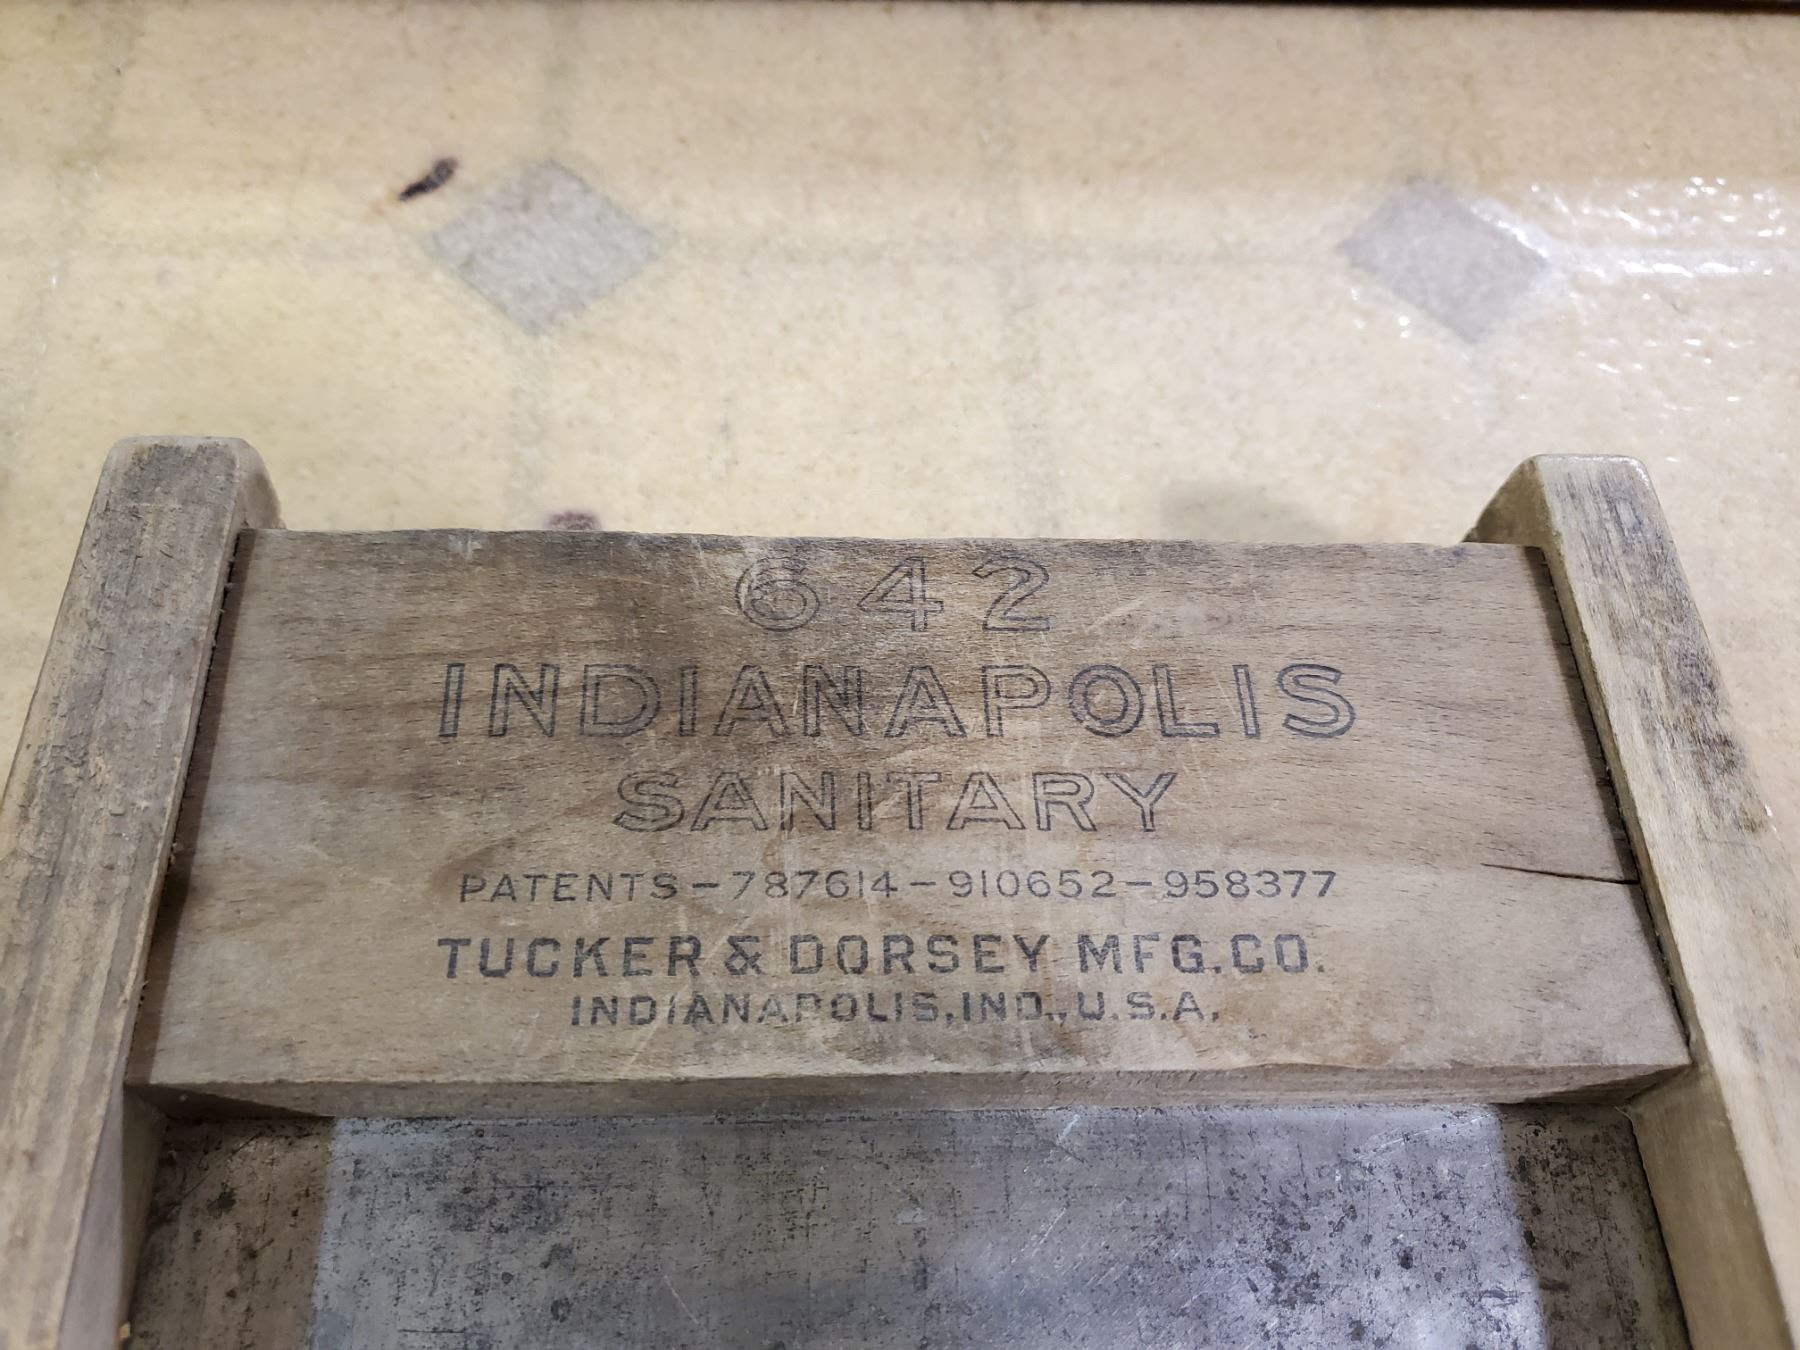 642
INDIANAPOLIS
SANITARY
PATENTS-787614-910652-958377
TUCKER & DORSEY MFG.CO.
INDIANAPOLIS,IND.,U.S.A.